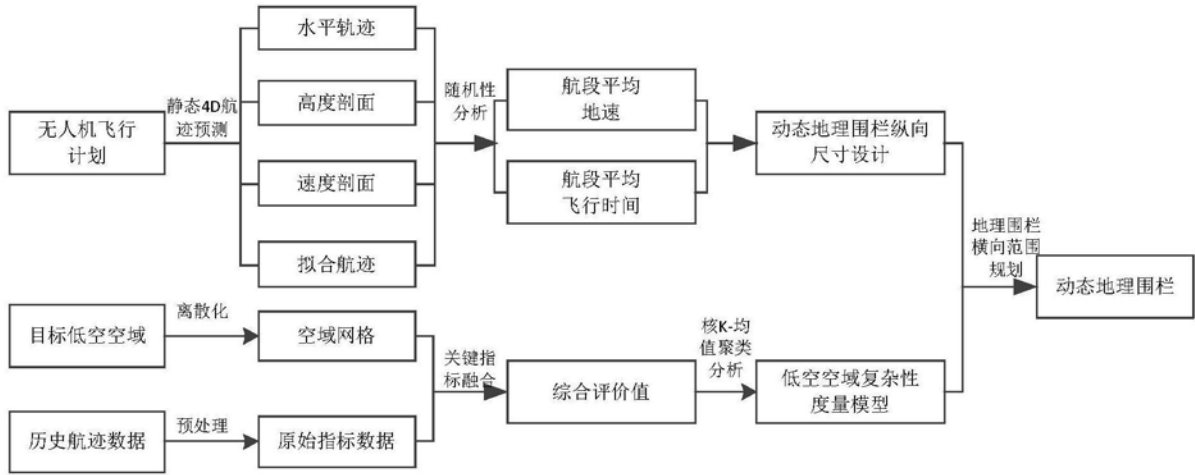 水平轨迹
高度剖面
速度剖面
拟合航迹
无人机飞行
计划
静态4D航
迹预测
随机性
分析
航段平均
地速
航段平均
飞行时间
动态地理围栏纵向
尺寸设计
地理围栏
横向范围
规划
动态地理围栏
目标低空空域
离散化
空域网格
历史航迹数据
预处理
原始指标数据
关键指
标融合
综合评价值
核K-均
值聚类
分析
低空空域复杂性
度量模型